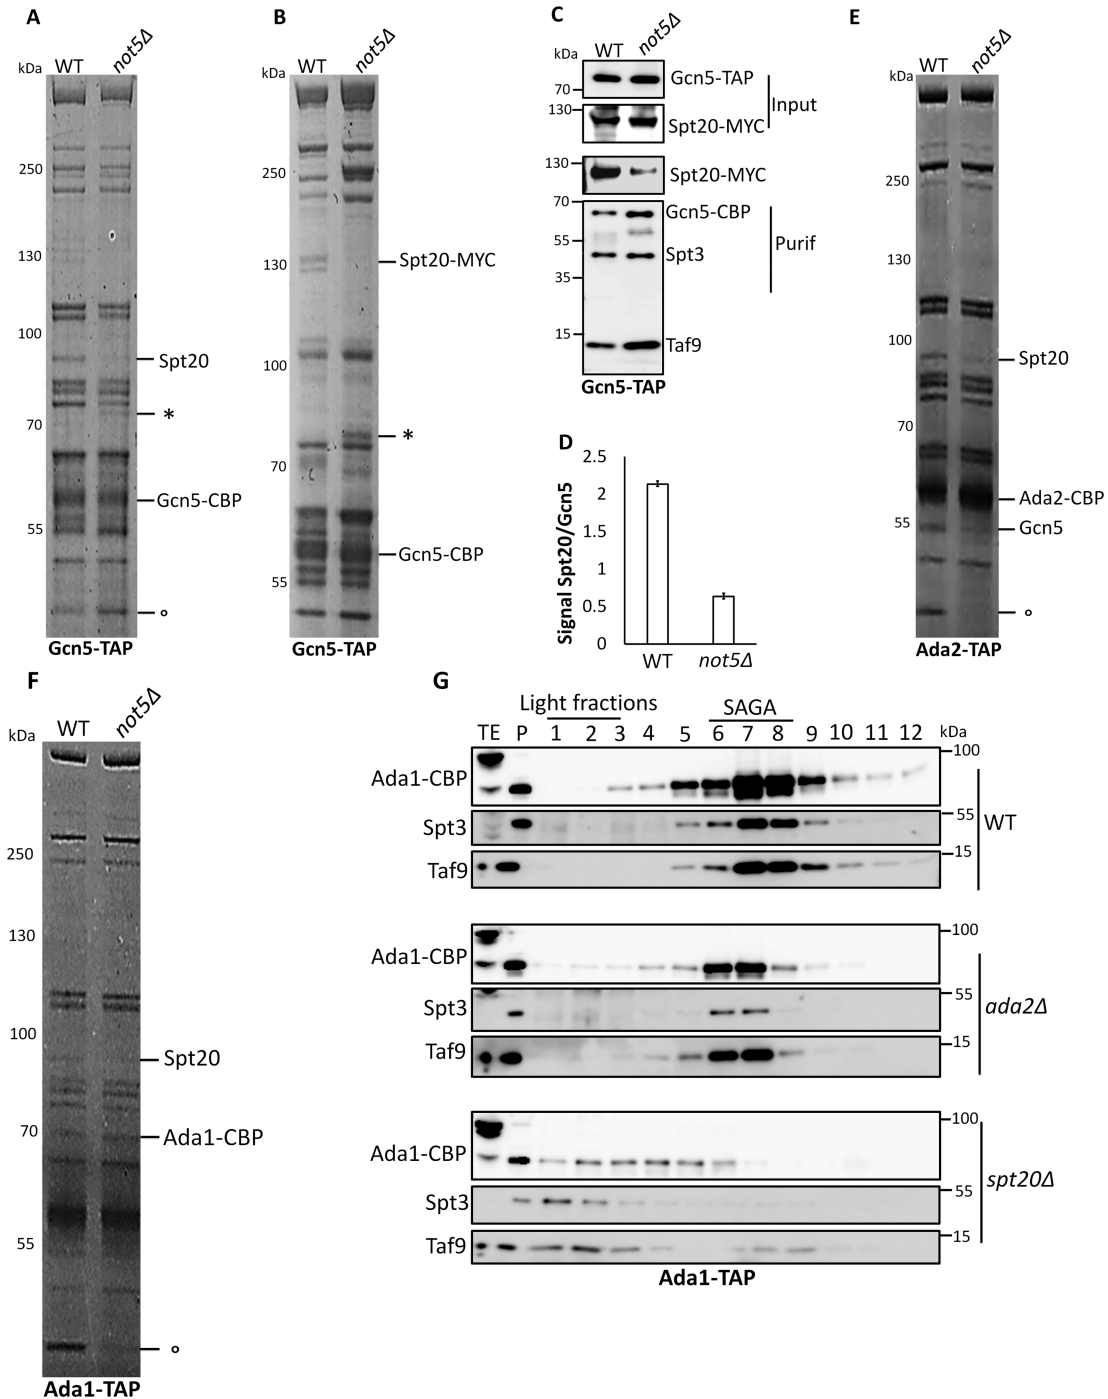 A
WT not5Δ
kDa
250
130
100
Spt20
*
70
Gcn5-CBP
55
°
Gcn5-TAP
B
WT not5Δ
kDa
250
130
Spt20-MYC
100
*
70
Gcn5-CBP
55
Gcn5-TAP
C
WT not5Δ
kDa
70
Gcn5-TAP
130
Spt20-MYC
Input
130
Spt20-MYC
70
Gcn5-CBP
55
Spt3
35
Purif
15
Taf9
Gcn5-TAP
D
Signal Spt20/Gcn5
2.5
2
1.5
1
0.5
0
WT not5Δ
E
WT not5Δ
kDa
250
130
100
Spt20
70
Ada2-CBP
55
Gcn5
°
Ada2-TAP
F
WT not5Δ
kDa
250
130
100
Spt20
70
Ada1-CBP
55
°
Ada1-TAP
G
Light fractions SAGA
TE P 1 2 3 4 5 6 7 8 9 10 11 12 kDa
Ada1-CBP 100
Spt3 55
WT
Taf9 15
Ada1-CBP 100
Spt3 55
ada2Δ
Taf9 15
Ada1-CBP 100
Spt3 55
spt20Δ
Taf9 15
Ada1-TAP